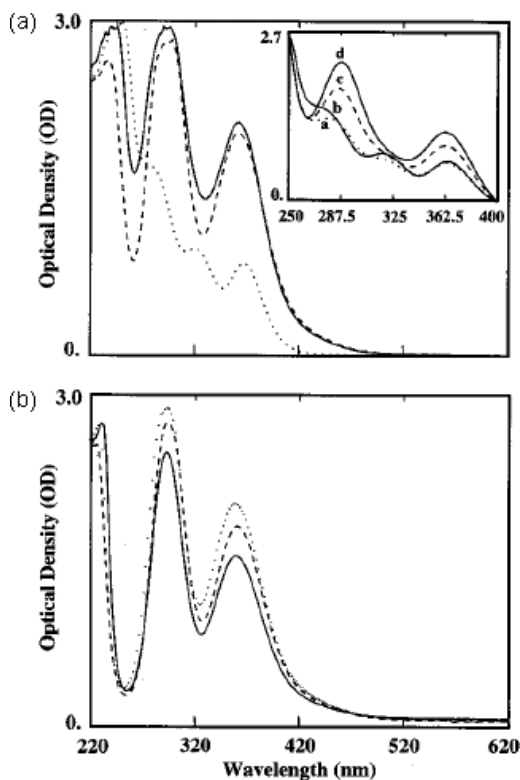 (a)
3.0
Optical Density (OD)
0.
2.7
d
c
b
a
0.
250 287.5 325 362.5 400
(b)
3.0
Optical Density (OD)
0.
220 320 420 520 620
Wavelength (nm)